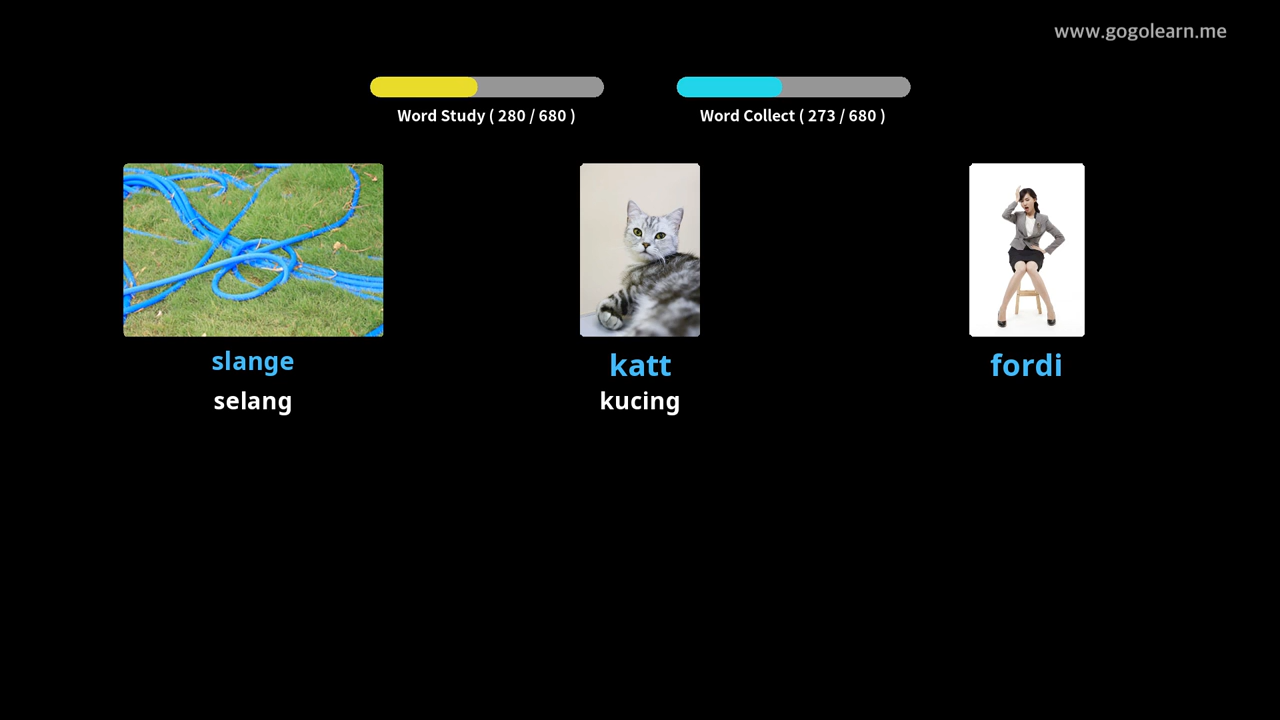 www.gogolearn.me
Word Study ( 280 / 680 )
Word Collect ( 273 / 680 )
slange
selang
katt
kucing
fordi